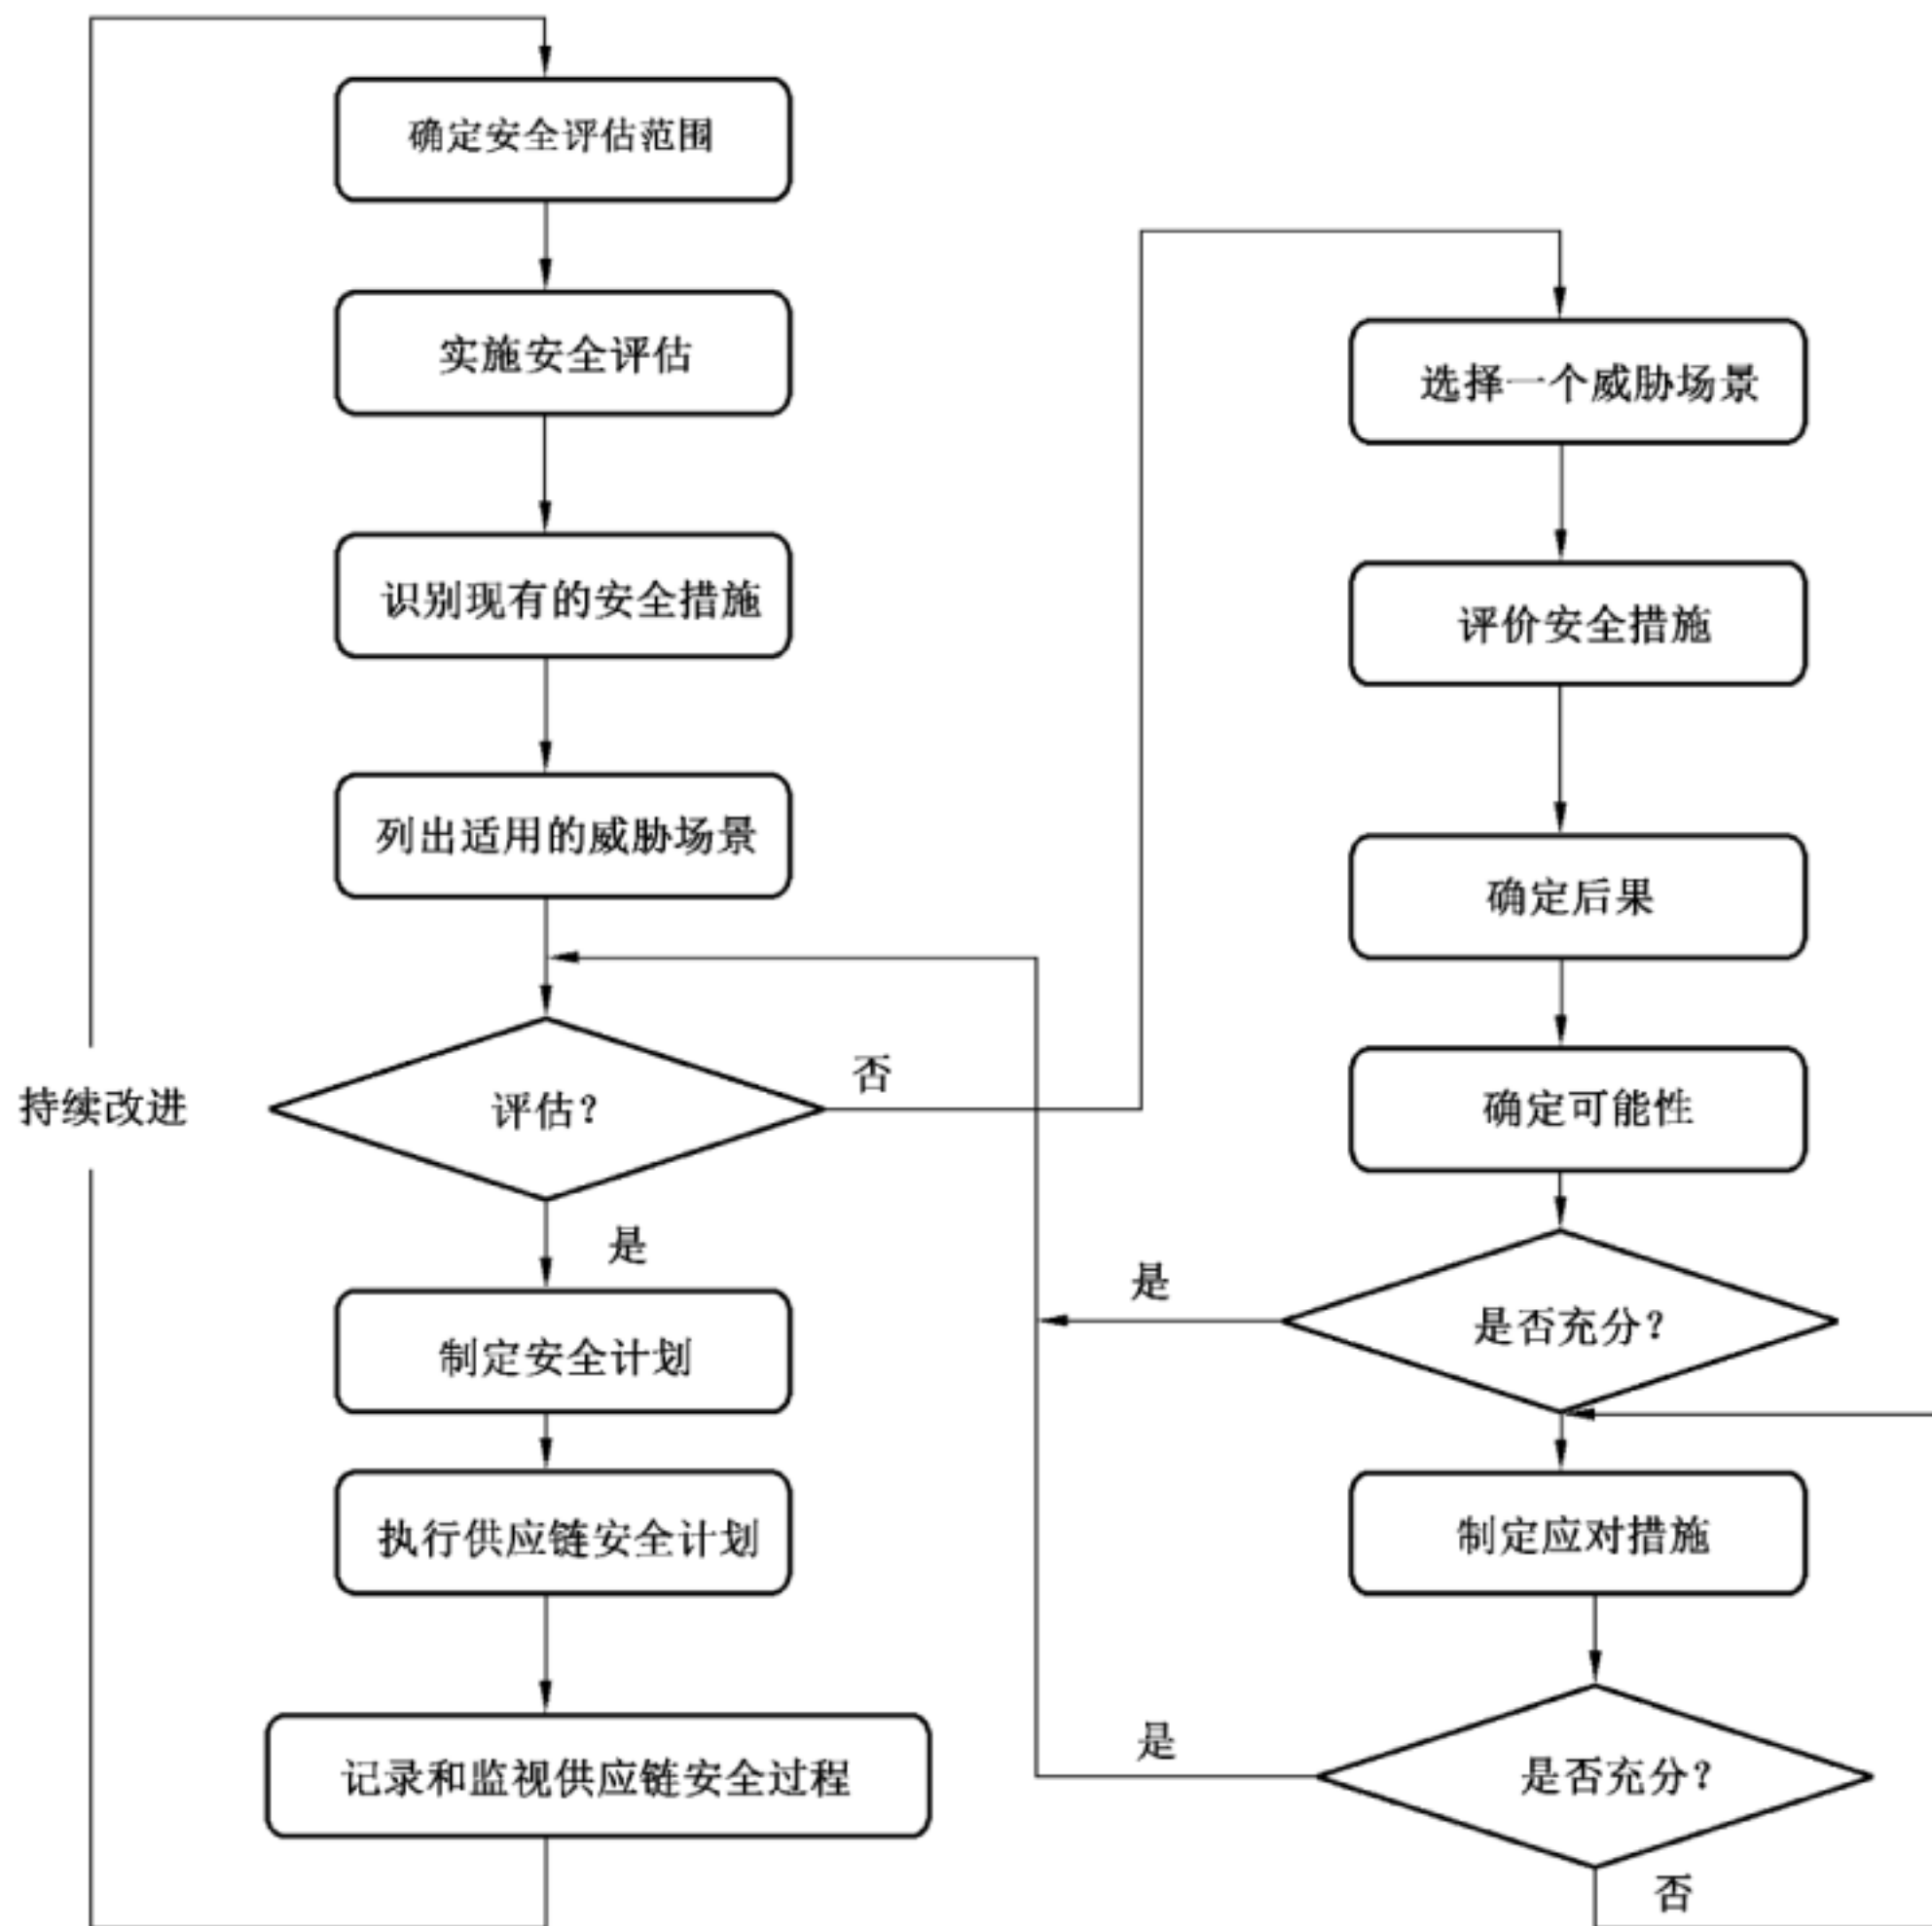 确定安全评估范围
实施安全评估
识别现有的安全措施
列出适用的威胁场景
评估?
否
是
持续改进
制定安全计划
执行供应链安全计划
记录和监视供应链安全过程
选择一个威胁场景
评价安全措施
确定后果
确定可能性
是否充分?
是
制定应对措施
是否充分?
是
否